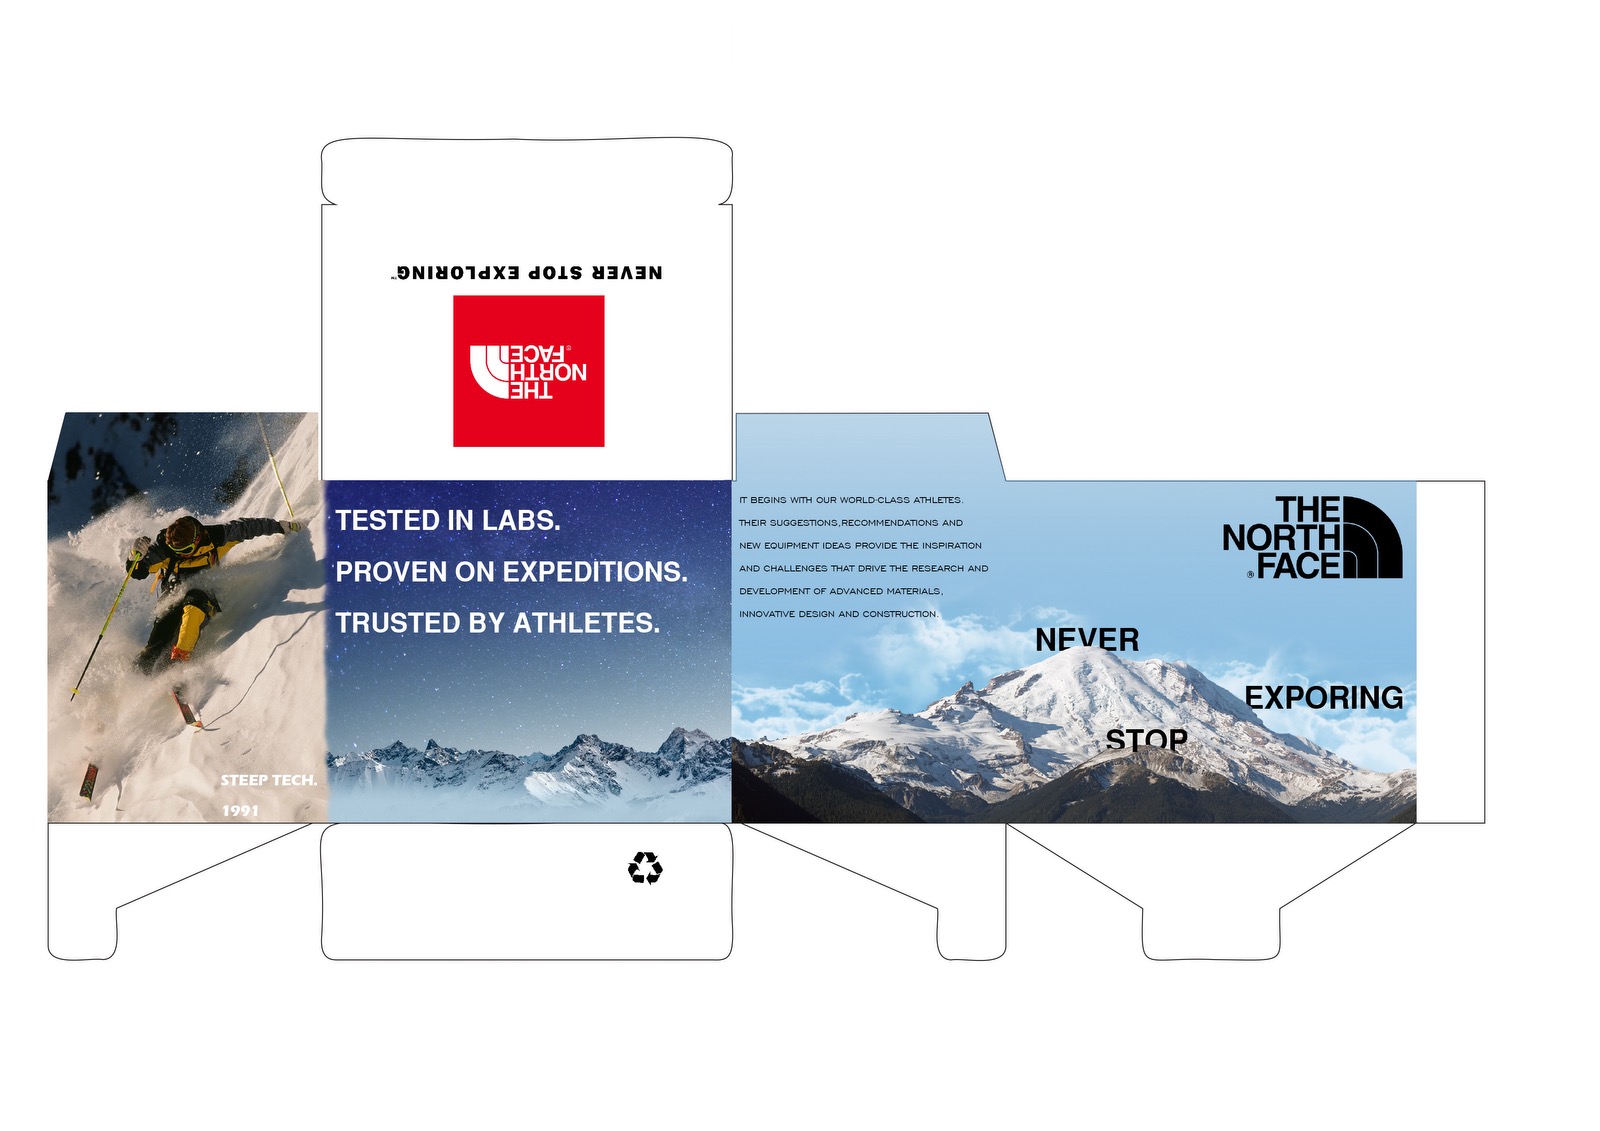 NEVER STOP EXPLORING™
THE
NORTH
FACE®
TESTED IN LABS.
PROVEN ON EXPEDITIONS.
TRUSTED BY ATHLETES.
STEEP TECH.
1991
IT BEGINS WITH OUR WORLD-CLASS ATHLETES.
THEIR SUGGESTIONS,RECOMMENDATIONS AND
NEW EQUIPMENT IDEAS PROVIDE THE INSPIRATION
AND CHALLENGES THAT DRIVE THE RESEARCH AND
DEVELOPMENT OF ADVANCED MATERIALS,
INNOVATIVE DESIGN AND CONSTRUCTION.
THE
NORTH
®FACE
NEVER
EXPORING
STOP